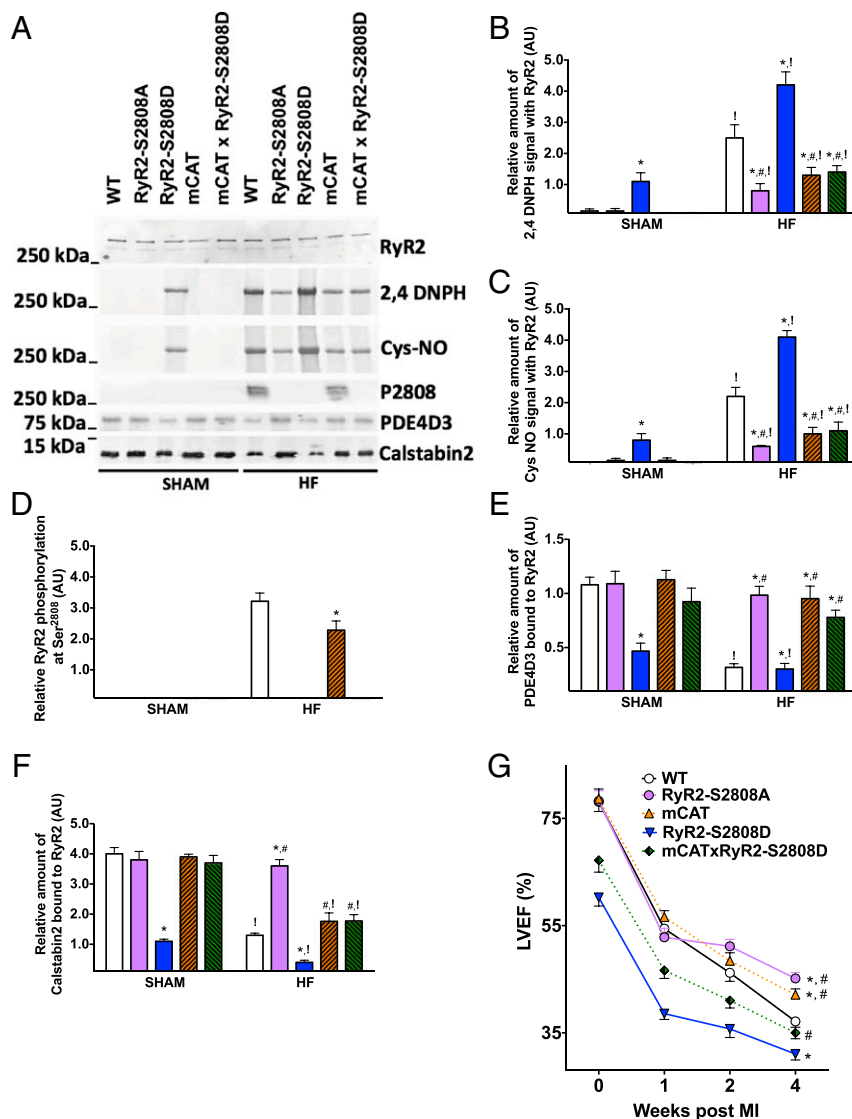 A
WT
RyR2-S2808A
RyR2-S2808D
mCAT
mCAT x RyR2-S2808D
WT
RyR2-S2808A
RyR2-S2808D
mCAT
mCAT x RyR2-S2808D
250 kDa
RyR2
250 kDa
2,4 DNPH
250 kDa
Cys-NO
250 kDa
P2808
75 kDa
PDE4D3
15 kDa
Calstabin2
SHAM
HF
B
Relative amount of
2,4 DNPH signal with RyR2 (AU)
5.0
4.0
3.0
2.0
1.0
*
!
*,#,!
*,!
*,#,!
*,#,!
SHAM
HF
C
Relative amount of
Cys NO signal with RyR2 (AU)
5.0
4.0
3.0
2.0
1.0
*
!
*,#,!
*,!
*,#,!
*,#,!
SHAM
HF
D
Relative RyR2 phosphorylation
at Ser2808 (AU)
5.0
4.0
3.0
2.0
1.0
*
SHAM
HF
E
Relative amount of
PDE4D3 bound to RyR2 (AU)
1.5
1.0
0.5
*
!
*,#
*,!
*,#
*,#
SHAM
HF
F
Relative amount of
Calstabin2 bound to RyR2 (AU)
5.0
4.0
3.0
2.0
1.0
*
!
*,#
*,!
#,!
#,!
SHAM
HF
G
WT
RyR2-S2808A
mCAT
RyR2-S2808D
mCATxRyR2-S2808D
LVEF (%)
75
55
35
*, #
*, #
#
*
0 1 2 4
Weeks post MI